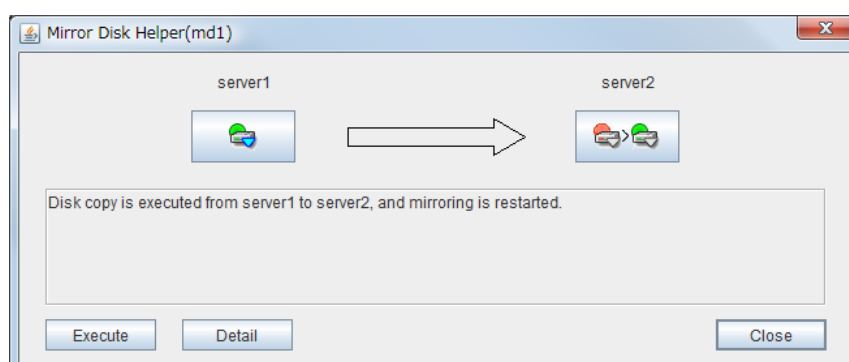 Mirror Disk Helper(md1)
server1 server2
Disk copy is executed from server1 to server2, and mirroring is restarted.
Execute Detail Close